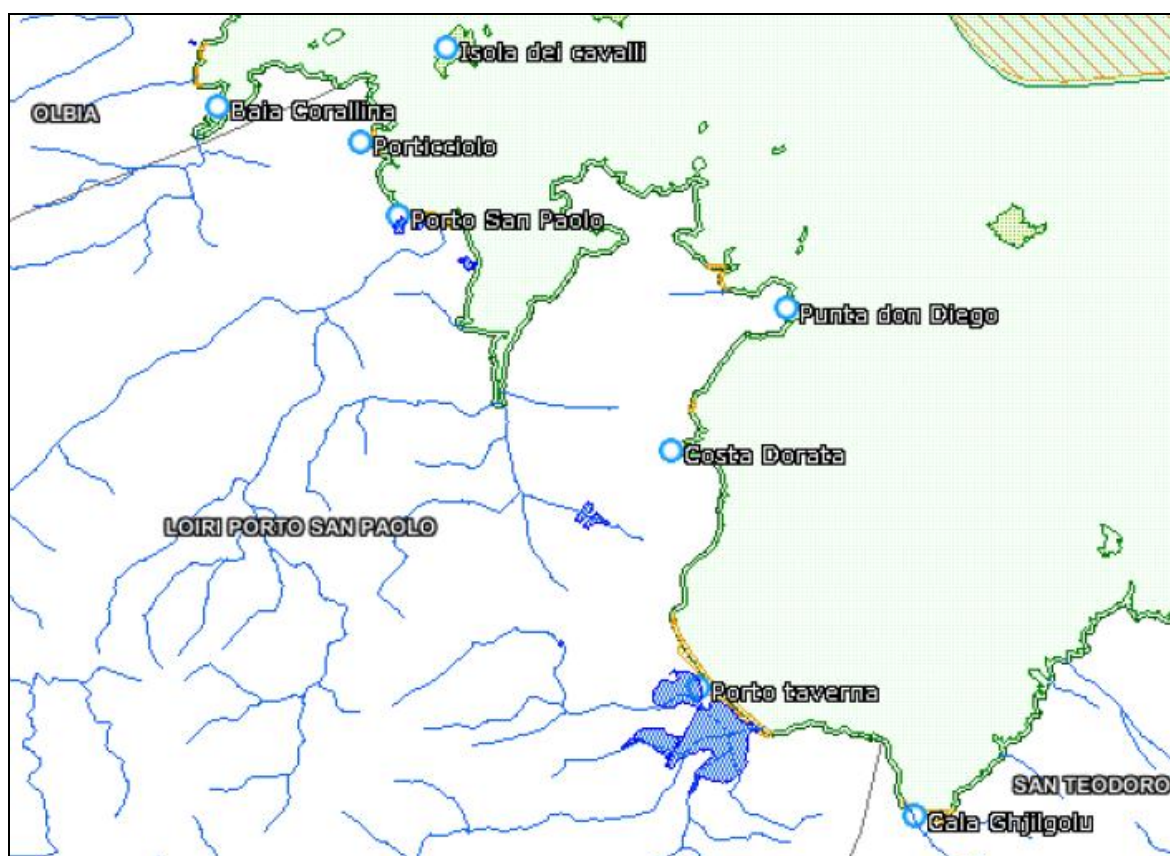 Isola dei cavalli
OLBIA
Baia Corallina
Porticciolo
Porto San Paolo
Punta don Diego
Costa Dorata
LOIRI PORTO SAN PAOLO
Porto taverna
SAN TEODORO
Cala Ghjilgolu